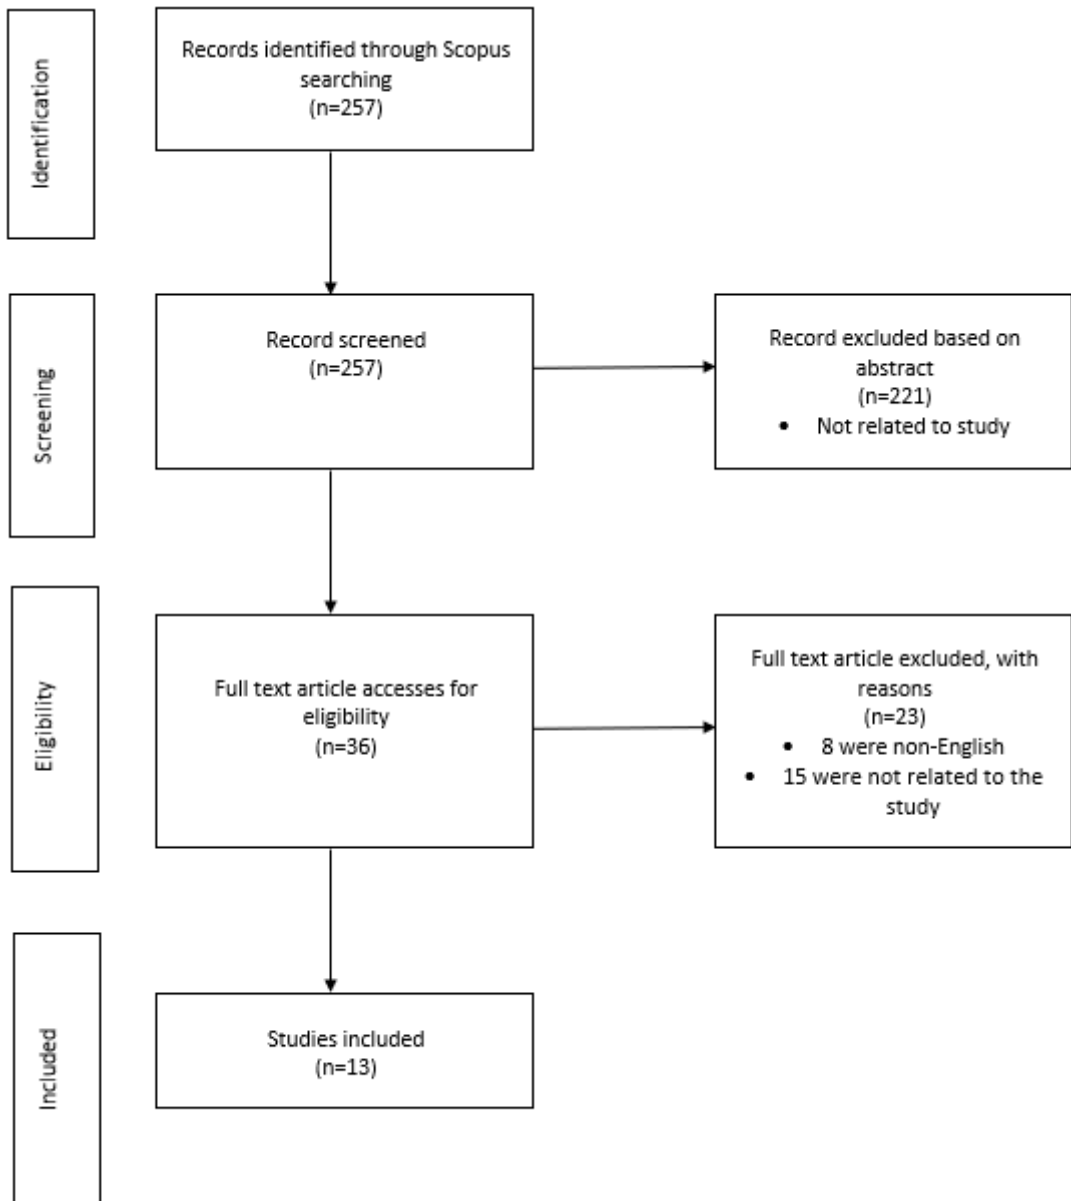 Identification
Records identified through Scopus
searching
(n=257)
Screening
Record screened
(n=257)
Record excluded based on
abstract
(n=221)
• Not related to study
Eligibility
Full text article accesses for
eligibility
(n=36)
Full text article excluded, with
reasons
(n=23)
• 8 were non-English
• 15 were not related to the
study
Included
Studies included
(n=13)